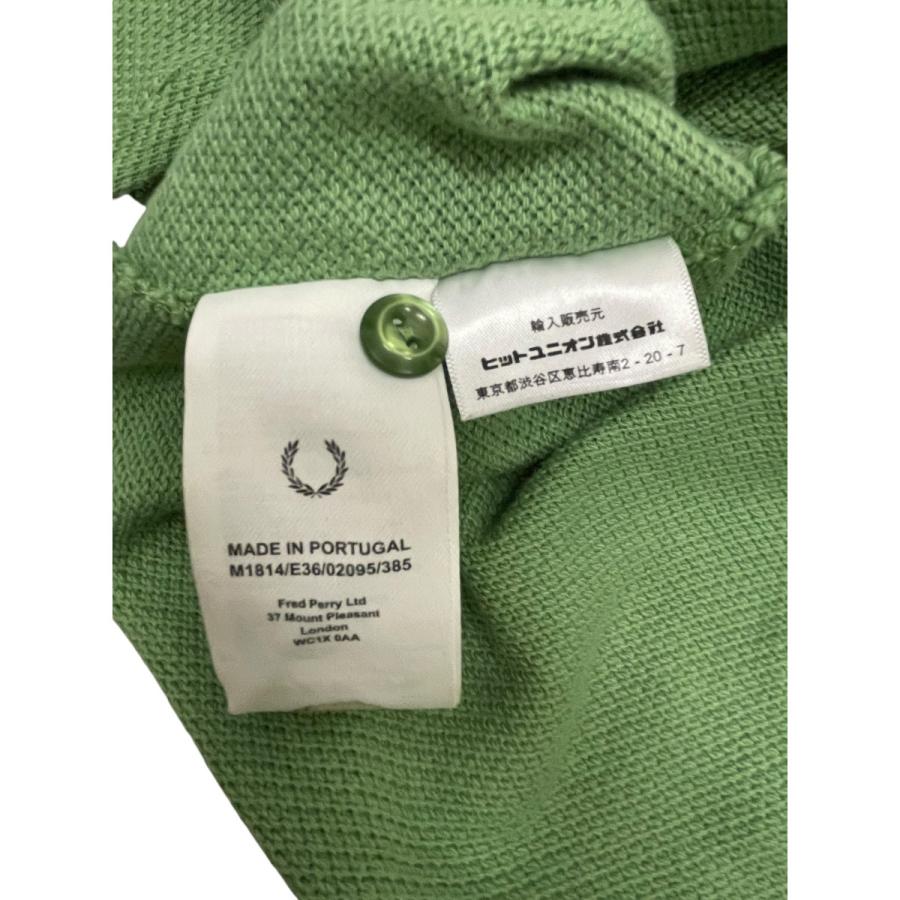 輸入販売元
ヒットユニオン株式会社
東京都渋谷区恵比寿南2-20-7
MADE IN PORTUGAL
M1814/E36/02095/385
Fred Perry Ltd
37 Mount Pleasant
London
WC1X 0AA